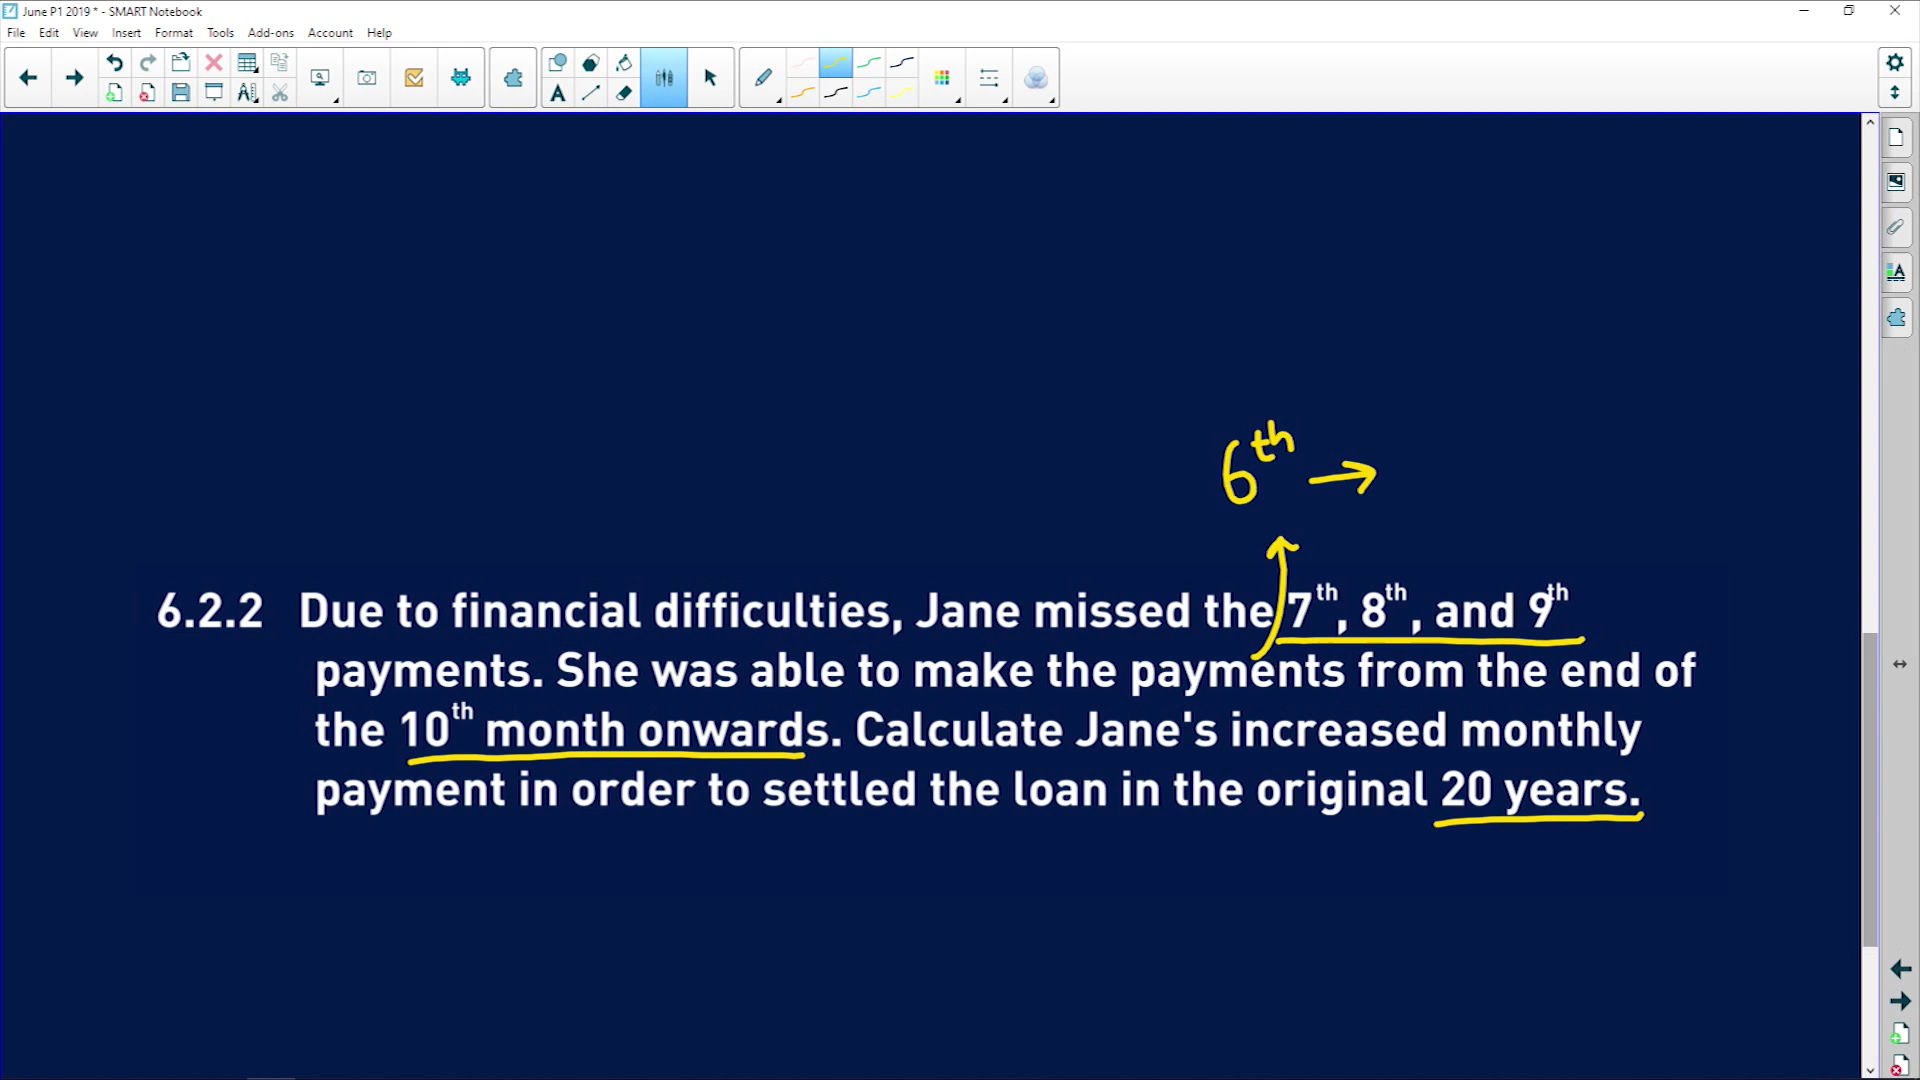 June P1 2019 * - SMART Notebook
File Edit View Insert Format Tools Add-ons Account Help
6th →
6.2.2 Due to financial difficulties, Jane missed the 7th, 8th, and 9th
payments. She was able to make the payments from the end of
the 10th month onwards. Calculate Jane's increased monthly
payment in order to settled the loan in the original 20 years.